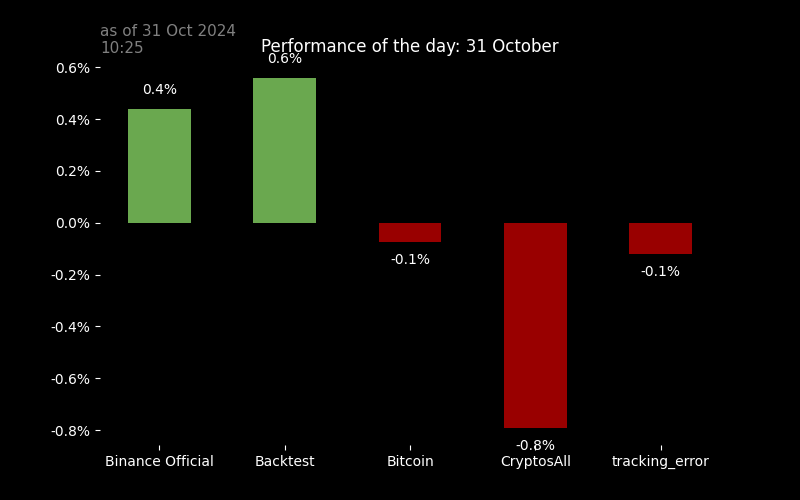 as of 31 Oct 2024
10:25
Performance of the day: 31 October
0.6%
0.4%
0.2%
0.0%
-0.2%
-0.4%
-0.6%
-0.8%
0.4%
0.6%
-0.1%
-0.8%
-0.1%
Binance Official
Backtest
Bitcoin
CryptosAll
tracking_error